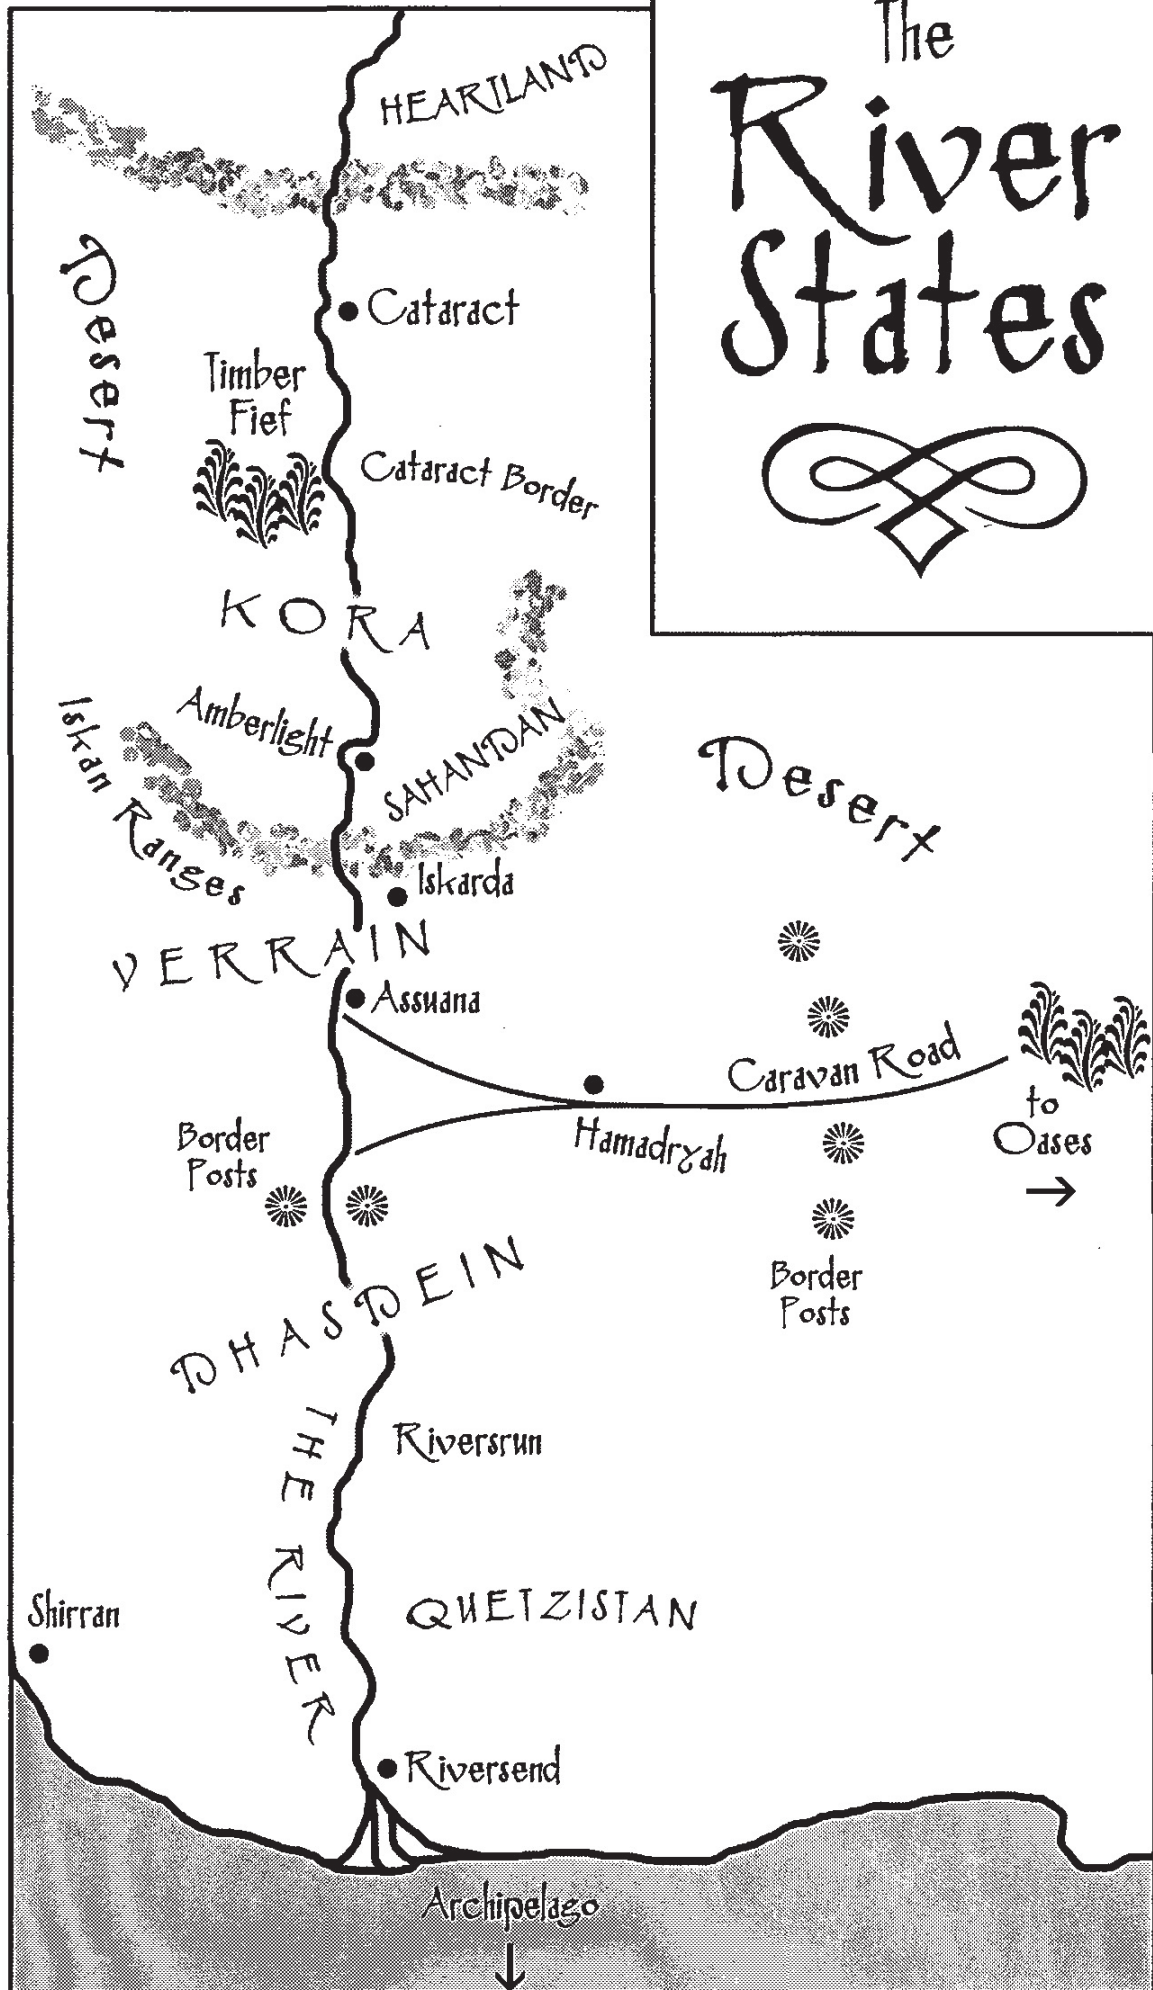 The
River
States
HEARTLAND
Desert
Cataract
Timber
Fief
Cataract Border
KORA
Amberlight
SAHANDAN
Iskan Ranges
Desert
Iskarda
VERRAIN
Assuana
Caravan Road
to
Oases
Hamadryah
Border
Posts
Border
Posts
DHASDEIN
THE RIVER
Riversrun
QUETZISTAN
Shirran
Riversend
Archipelago